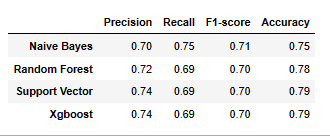 Precision Recall F1-score Accuracy
Naive Bayes 0.70 0.75 0.71 0.75
Random Forest 0.72 0.69 0.70 0.78
Support Vector 0.74 0.69 0.70 0.79
Xgboost 0.74 0.69 0.70 0.79